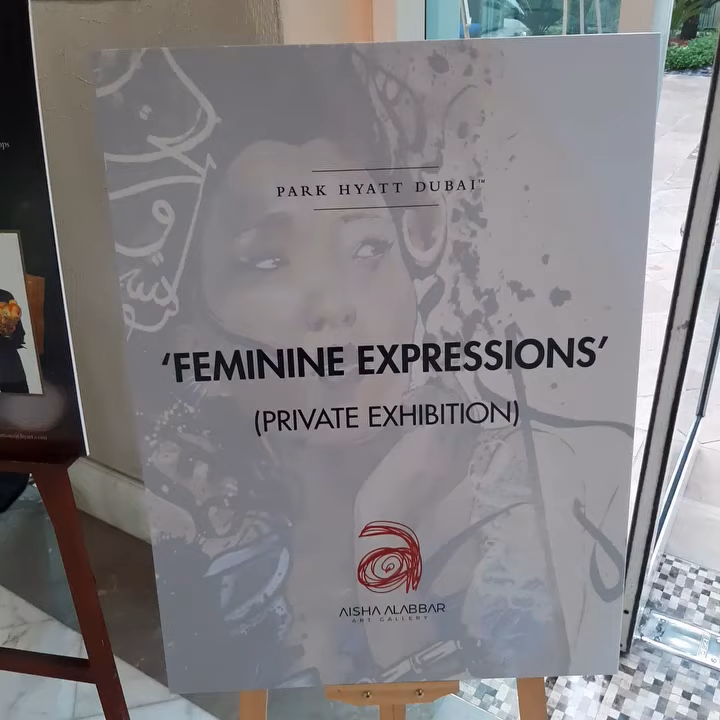 PARK HYATT DUBAI™
'FEMININE EXPRESSIONS'
(PRIVATE EXHIBITION)
AISHA ALABBAR
ART GALLERY